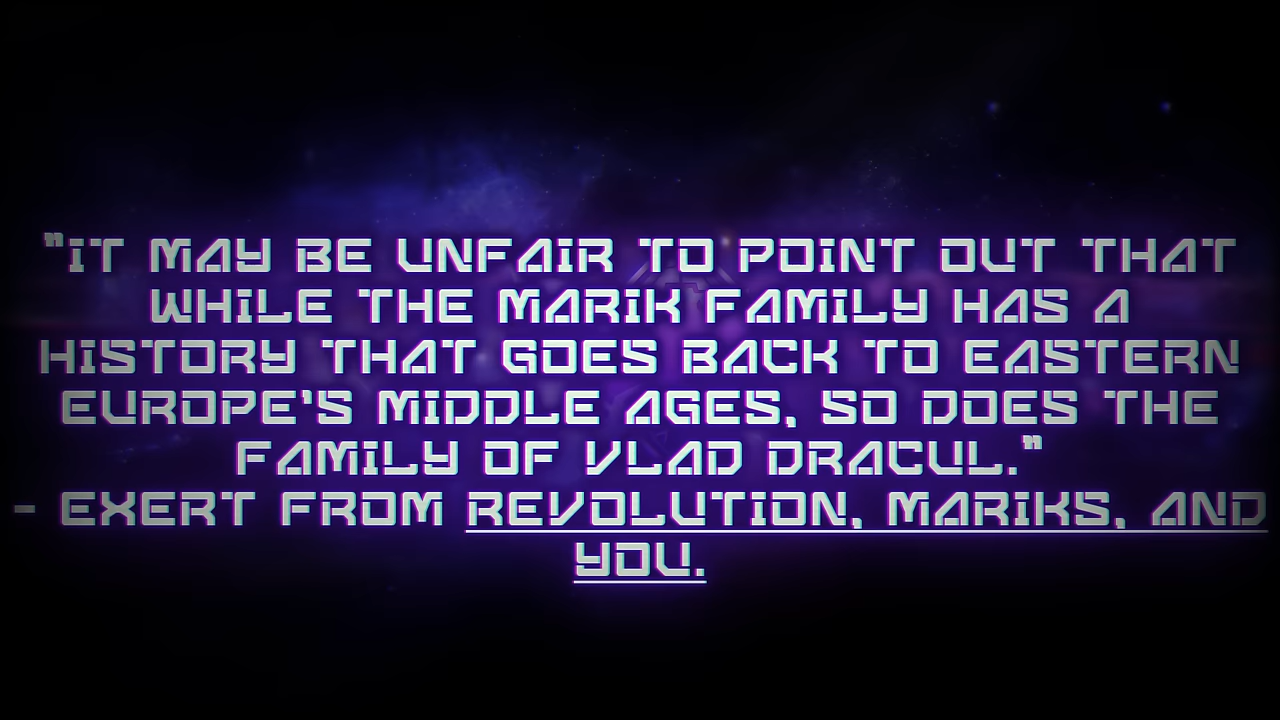 "IT MAY BE UNFAIR TO POINT OUT THAT
WHILE THE MARIK FAMILY HAS A
HISTORY THAT GOES BACK TO EASTERN
EUROPE'S MIDDLE AGES, SO DOES THE
FAMILY OF VLAD DRACUL."
- EXERT FROM REVOLUTION, MARIKS, AND
YOU.